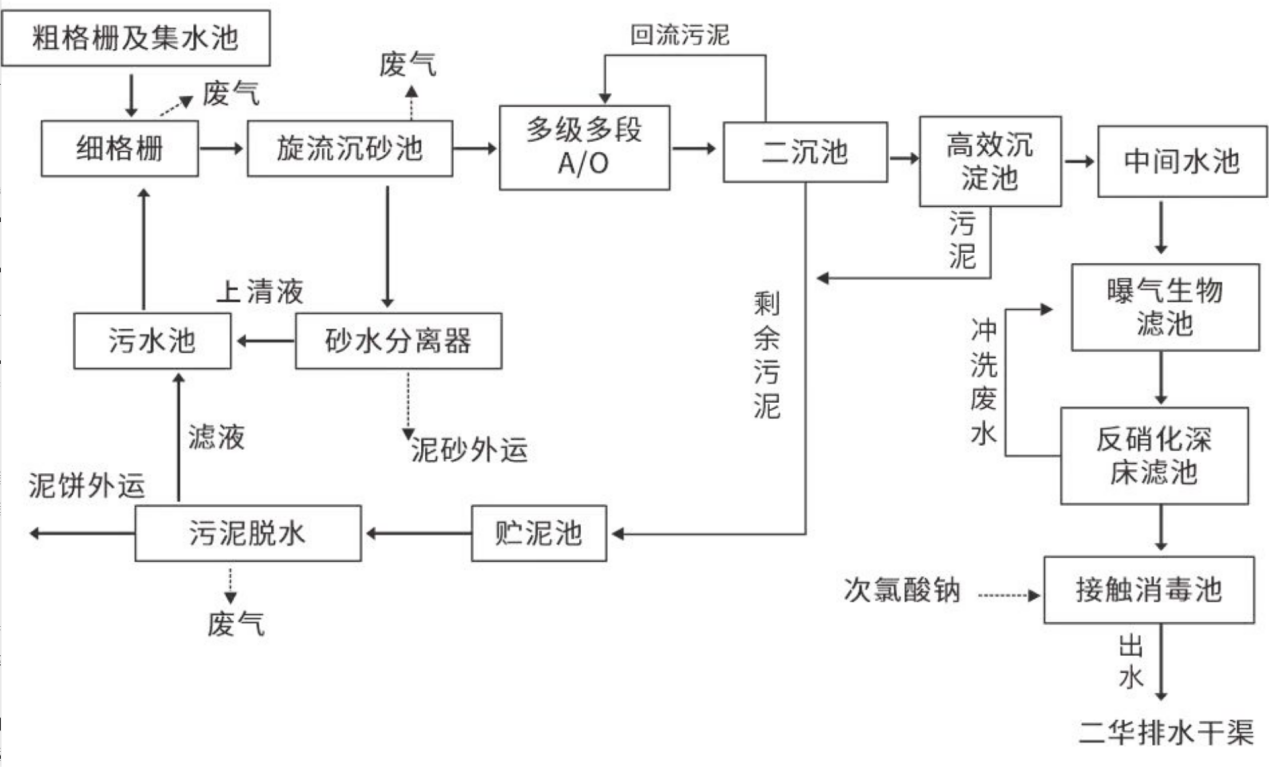 粗格栅及集水池
回流污泥
废气
废气
细格栅
旋流沉砂池
多级多段
A/O
二沉池
高效沉
淀池
中间水池
污泥
上清液
剩余污泥
冲洗废水
曝气生物
滤池
污水池
砂水分离器
滤液
泥砂外运
反硝化深
床滤池
泥饼外运
污泥脱水
贮泥池
次氯酸钠
接触消毒池
废气
出水
二华排水干渠